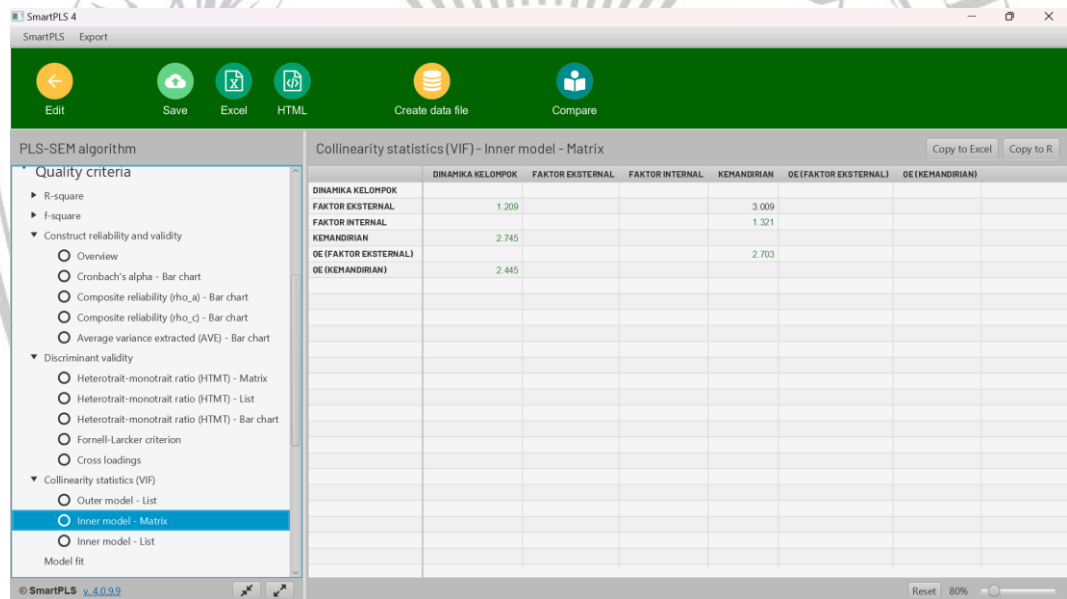 SmartPLS 4
SmartPLS Export
Edit Save Excel HTML Create data file Compare
PLS-SEM algorithm
Quality criteria
R-square
f-square
Construct reliability and validity
Overview
Cronbach's alpha - Bar chart
Composite reliability (rho_a) - Bar chart
Composite reliability (rho_c) - Bar chart
Average variance extracted (AVE) - Bar chart
Discriminant validity
Heterotrait-monotrait ratio (HTMT) - Matrix
Heterotrait-monotrait ratio (HTMT) - List
Heterotrait-monotrait ratio (HTMT) - Bar chart
Fornell-Larcker criterion
Cross loadings
Collinearity statistics (VIF)
Outer model - List
Inner model - Matrix
Inner model - List
Model fit
© SmartPLS v. 4.0.9.9
Collinearity statistics (VIF) - Inner model - Matrix
Copy to Excel Copy to R
DINAMIKA KELOMPOK FAKTOR EKSTERNAL FAKTOR INTERNAL KEMANDIRIAN QE (FAKTOR EKSTERNAL) QE (KEMANDIRIAN)
DINAMIKA KELOMPOK
FAKTOR EKSTERNAL 1.209 3.009
FAKTOR INTERNAL 1.321
KEMANDIRIAN 2.745
QE (FAKTOR EKSTERNAL) 2.703
QE (KEMANDIRIAN) 2.445
Reset 80%